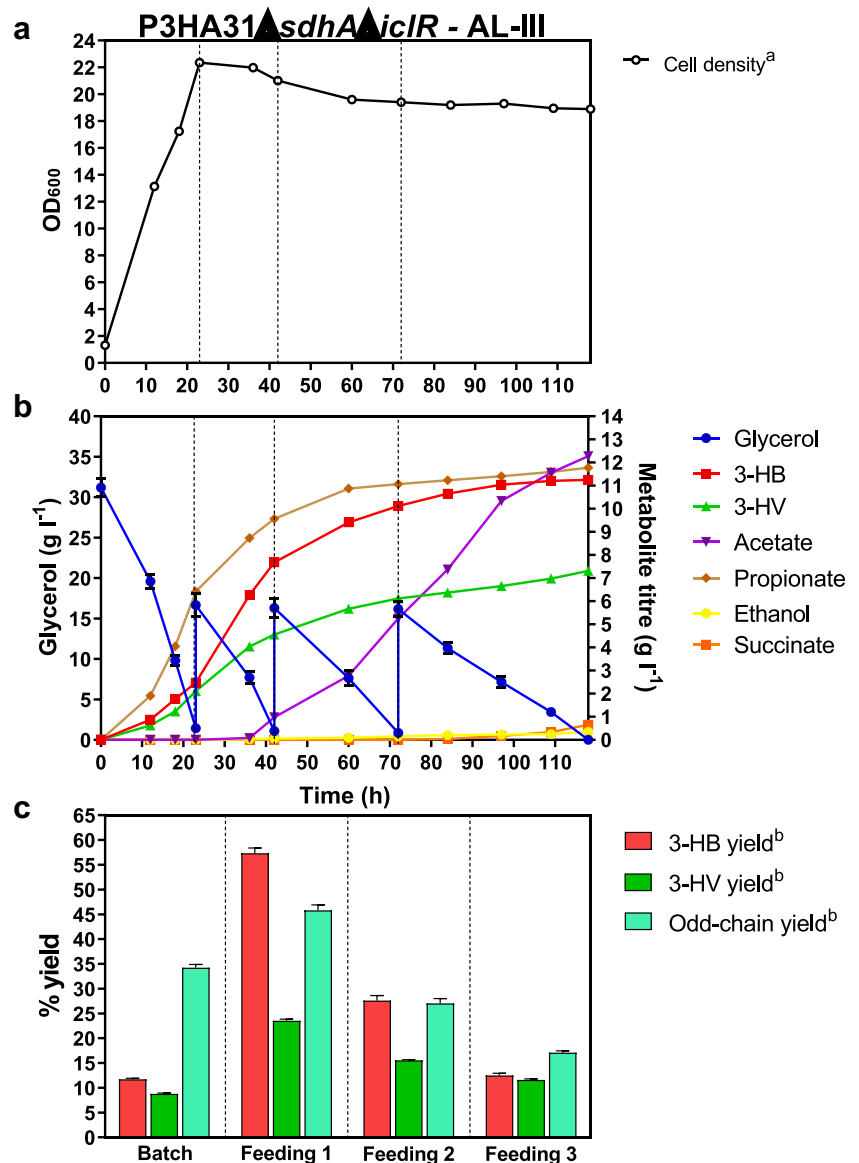 a
P3HA31▲sdhA▲iclR - AL-III
22
20
18
16
14
12
10
8
6
4
2
0
OD600
0 10 20 30 40 50 60 70 80 90 100 110
Cell densityᵃ
b
40
35
30
25
20
15
10
5
0
Glycerol (g l⁻¹)
14
13
12
11
10
9
8
7
6
5
4
3
2
1
0
Metabolite titre (g l⁻¹)
0 10 20 30 40 50 60 70 80 90 100 110
Time (h)
Glycerol
3-HB
3-HV
Acetate
Propionate
Ethanol
Succinate
c
65
60
55
50
45
40
35
30
25
20
15
10
5
0
% yield
Batch Feeding 1 Feeding 2 Feeding 3
3-HB yieldᵇ
3-HV yieldᵇ
Odd-chain yieldᵇ